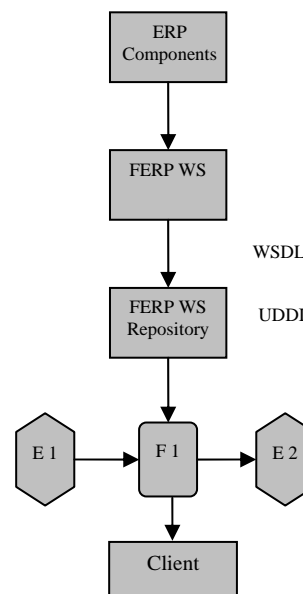 ERP
Components
FERP WS
WSDL
FERP WS
Repository
UDDI
E 1
F 1
E 2
Client